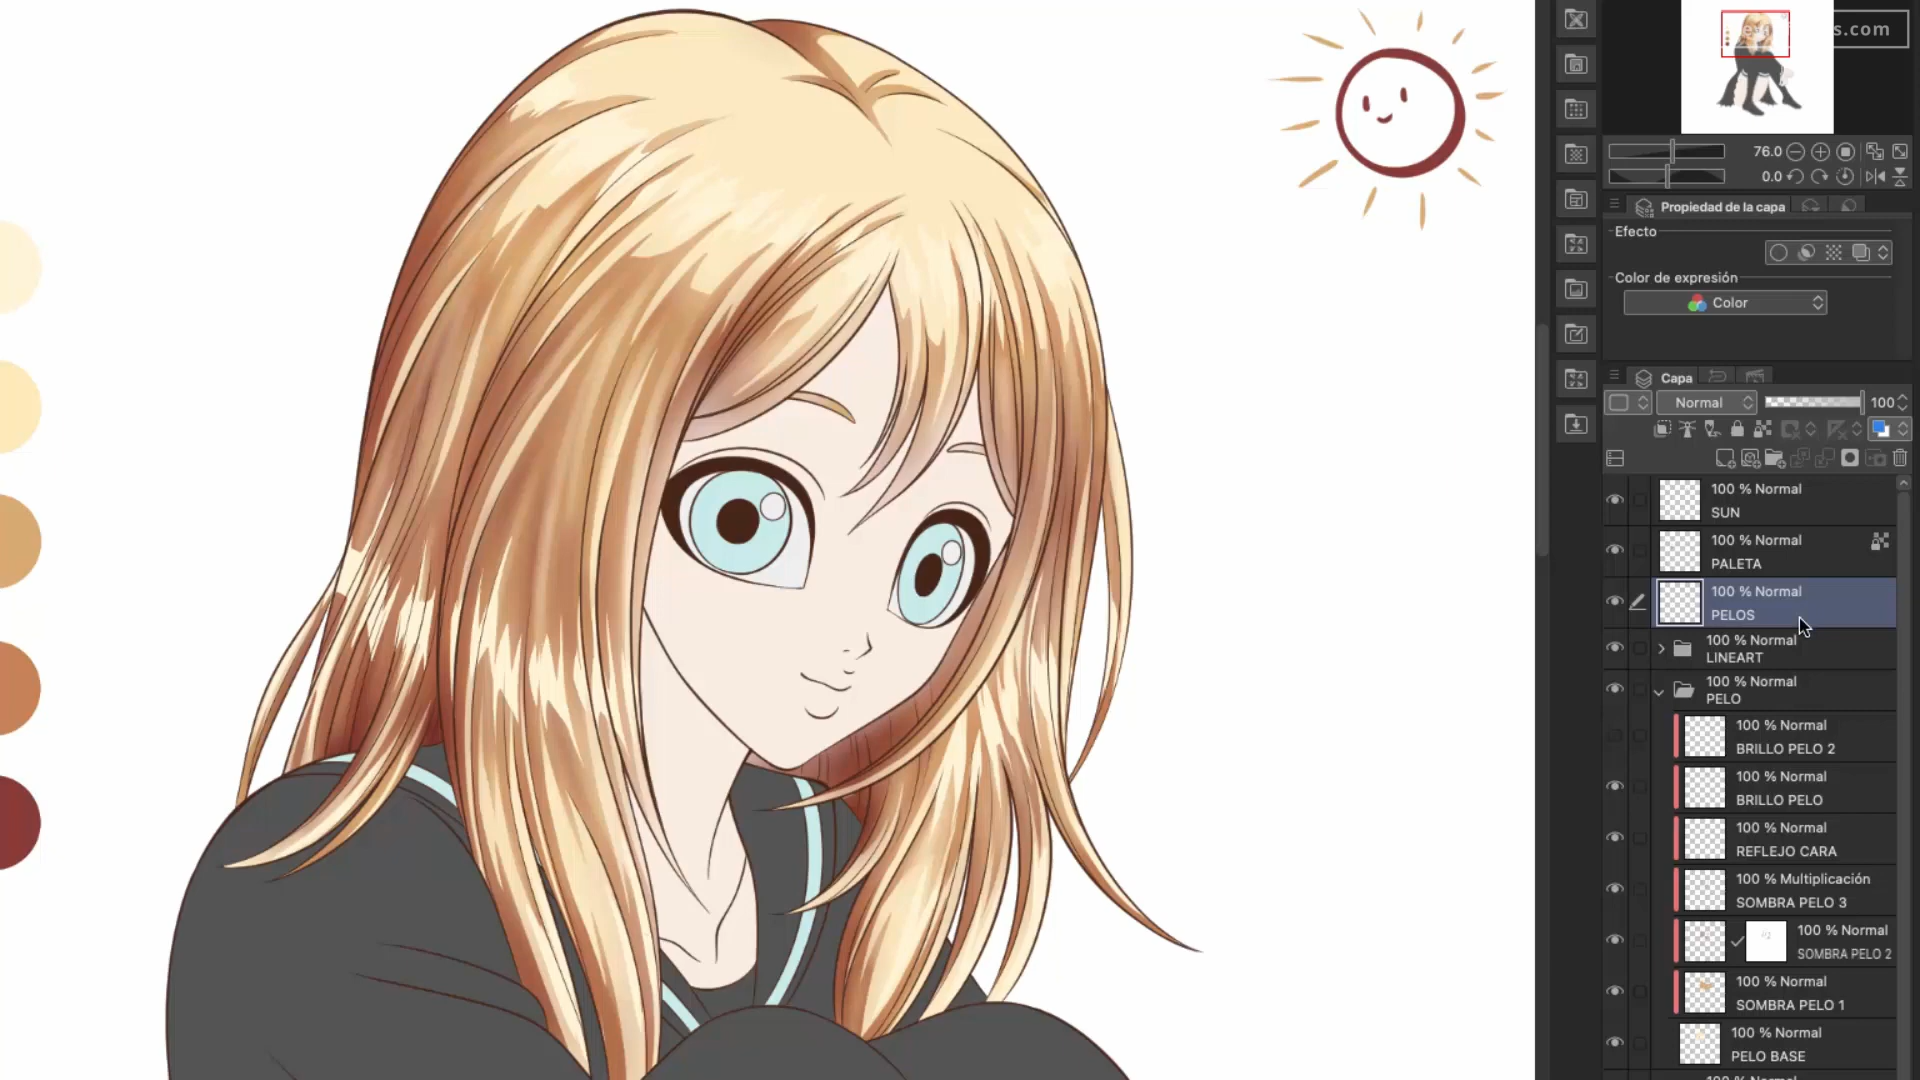 s.com
76.0
0.0
Propiedad de la capa
Efecto
Color de expresión
Color
Capa
Normal 100
100 % Normal
SUN
100 % Normal
PALETA
100 % Normal
PELOS
100 % Normal
LINEART
100 % Normal
PELO
100 % Normal
BRILLO PELO 2
100 % Normal
BRILLO PELO
100 % Normal
REFLEJO CARA
100 % Multiplicación
SOMBRA PELO 3
100 % Normal
SOMBRA PELO 2
100 % Normal
SOMBRA PELO 1
100 % Normal
PELO BASE
100 % Normal